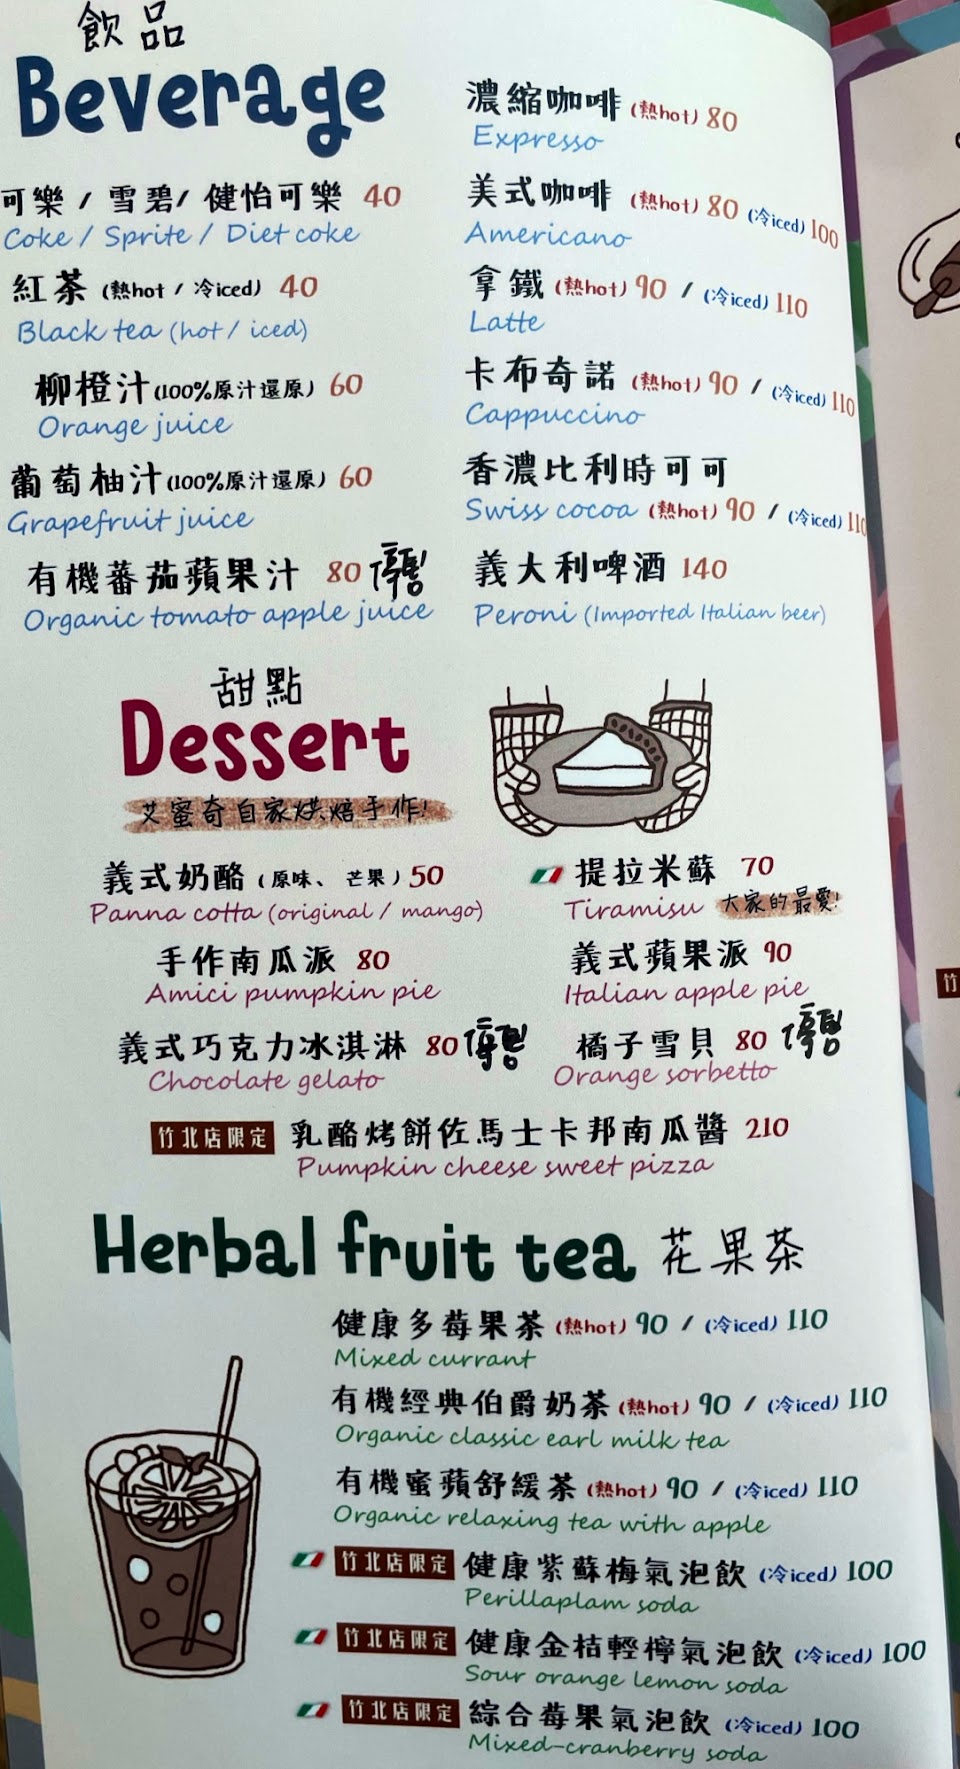 飲品
Beverage
可樂 / 雪碧/ 健怡可樂 40
Coke / Sprite / Diet coke
紅茶 (熱hot / 冷iced) 40
Black tea (hot / iced)
柳橙汁(100%原汁還原) 60
Orange juice
葡萄柚汁(100%原汁還原) 60
Grapefruit juice
有機蕃茄蘋果汁 80 停售
Organic tomato apple juice
濃縮咖啡 (熱hot) 80
Expresso
美式咖啡 (熱hot) 80 (冷iced) 100
Americano
拿鐵 (熱hot) 90 / (冷iced) 110
Latte
卡布奇諾 (熱hot) 90 / (冷iced) 110
Cappuccino
香濃比利時可可
Swiss cocoa (熱hot) 90 / (冷iced) 110
義大利啤酒 140
Peroni (Imported Italian beer)
甜點
Dessert
艾蜜奇自家烘焙手作!
義式奶酪 (原味、芒果) 50
Panna cotta (original / mango)
提拉米蘇 70
Tiramisu 大家的最愛!
手作南瓜派 80
Amici pumpkin pie
義式蘋果派 90
Italian apple pie
義式巧克力冰淇淋 80 停售
Chocolate gelato
橘子雪貝 80 停售
Orange sorbetto
竹北店限定 乳酪烤餅佐馬士卡邦南瓜醬 210
Pumpkin cheese sweet pizza
Herbal fruit tea 花果茶
健康多莓果茶 (熱hot) 90 / (冷iced) 110
Mixed currant
有機經典伯爵奶茶 (熱hot) 90 / (冷iced) 110
Organic classic earl milk tea
有機蜜蘋舒緩茶 (熱hot) 90 / (冷iced) 110
Organic relaxing tea with apple
竹北店限定 健康紫蘇梅氣泡飲 (冷iced) 100
Perillaplam soda
竹北店限定 健康金桔輕檸氣泡飲 (冷iced) 100
Sour orange lemon soda
竹北店限定 綜合莓果氣泡飲 (冷iced) 100
Mixed-cranberry soda
竹